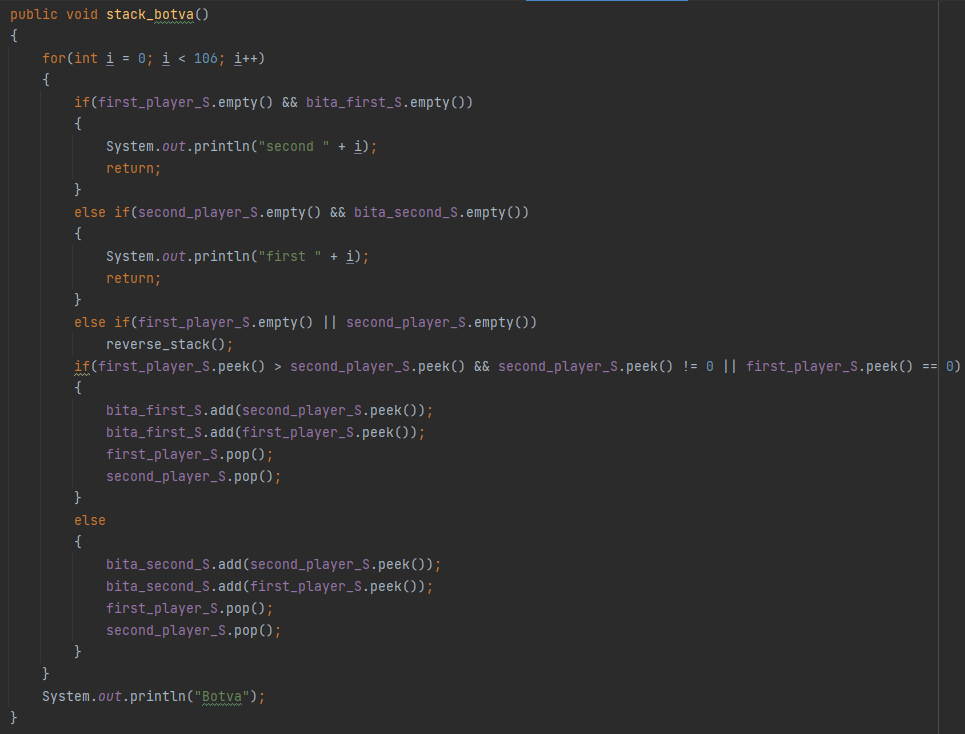 public void stack_botva()
{
    for(int i = 0; i < 106; i++)
    {
        if(first_player_S.empty() && bita_first_S.empty())
        {
            System.out.println("second " + i);
            return;
        }
        else if(second_player_S.empty() && bita_second_S.empty())
        {
            System.out.println("first " + i);
            return;
        }
        else if(first_player_S.empty() || second_player_S.empty())
            reverse_stack();
        if(first_player_S.peek() > second_player_S.peek() && second_player_S.peek() != 0 || first_player_S.peek() == 0)
        {
            bita_first_S.add(second_player_S.peek());
            bita_first_S.add(first_player_S.peek());
            first_player_S.pop();
            second_player_S.pop();
        }
        else
        {
            bita_second_S.add(second_player_S.peek());
            bita_second_S.add(first_player_S.peek());
            first_player_S.pop();
            second_player_S.pop();
        }
    }
    System.out.println("Botva");
}